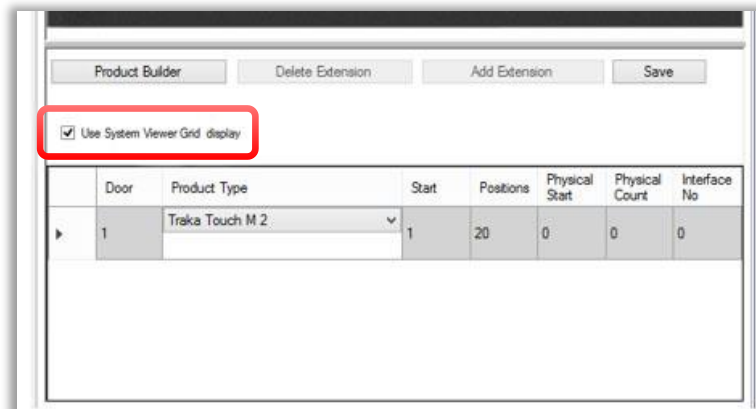 Product Builder Delete Extension Add Extension Save
Use System Viewer Grid display
Door Product Type Start Positions Physical Start Physical Count Interface No
1 Traka Touch M 2 1 20 0 0 0